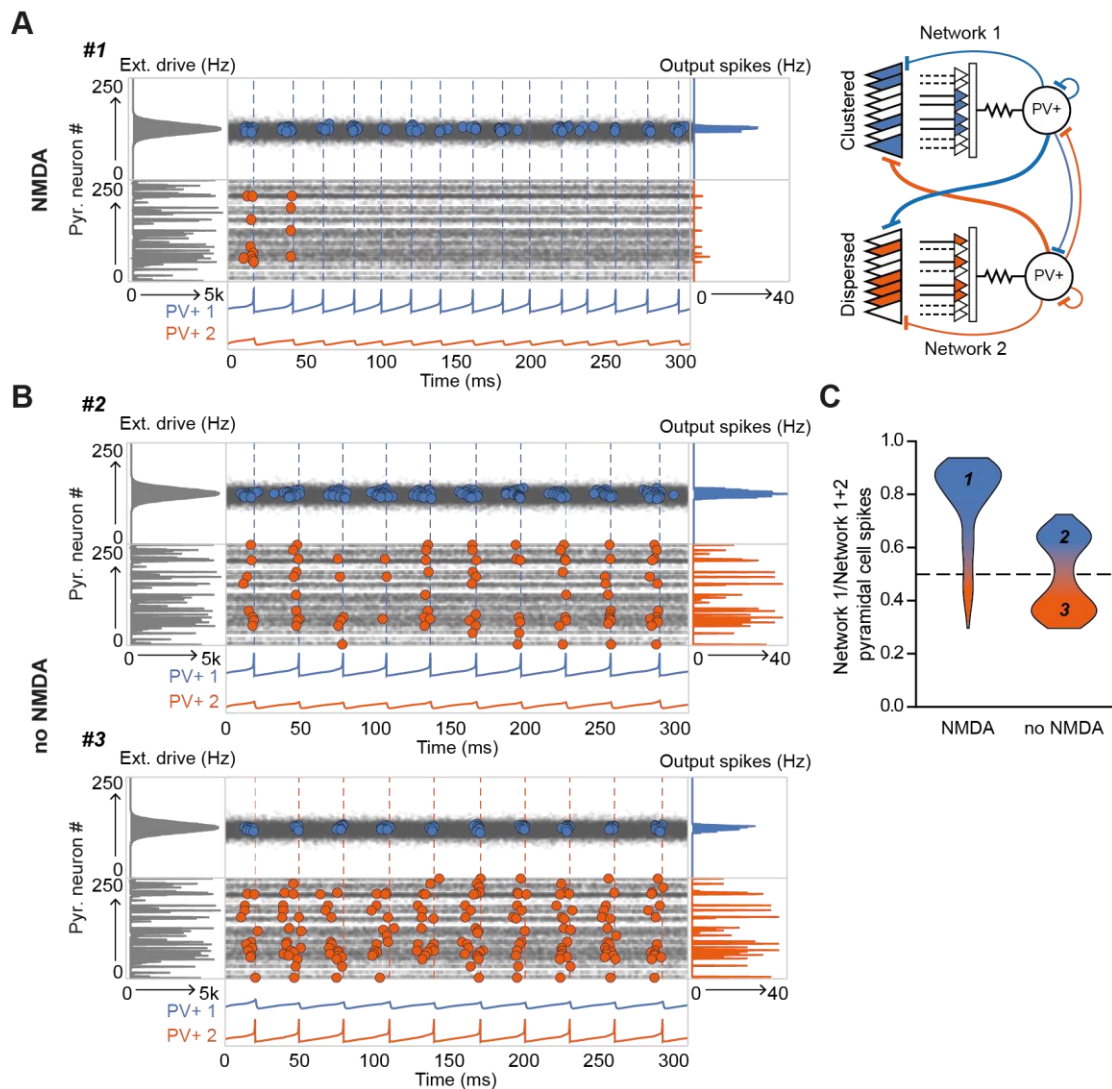 A
#1
Ext. drive (Hz)
Output spikes (Hz)
NMDA
Pyr. neuron #
250
0
250
0
0
5k
0
40
PV+ 1
PV+ 2
0 50 100 150 200 250 300
Time (ms)
Network 1
Clustered
PV+
Dispersed
PV+
Network 2
B
#2
Ext. drive (Hz)
Output spikes (Hz)
no NMDA
Pyr. neuron #
250
0
250
0
0
5k
0
40
PV+ 1
PV+ 2
0 50 100 150 200 250 300
Time (ms)
#3
Ext. drive (Hz)
Output spikes (Hz)
Pyr. neuron #
250
0
250
0
0
5k
0
40
PV+ 1
PV+ 2
0 50 100 150 200 250 300
Time (ms)
C
Network 1/Network 1+2
pyramidal cell spikes
1.0
0.8
0.6
0.4
0.2
0.0
1
2
3
NMDA no NMDA